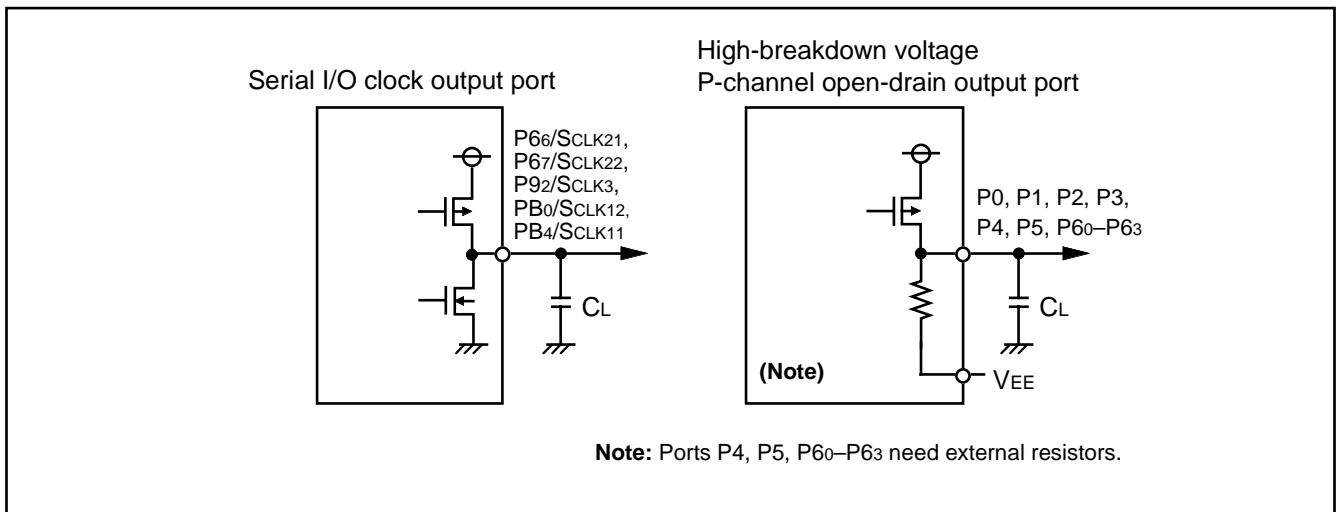 Serial I/O clock output port
P66/SCLK21,
P67/SCLK22,
P92/SCLK3,
PB0/SCLK12,
PB4/SCLK11
CL
High-breakdown voltage
P-channel open-drain output port
P0, P1, P2, P3,
P4, P5, P60–P63
CL
(Note)
VEE
Note: Ports P4, P5, P60–P63 need external resistors.